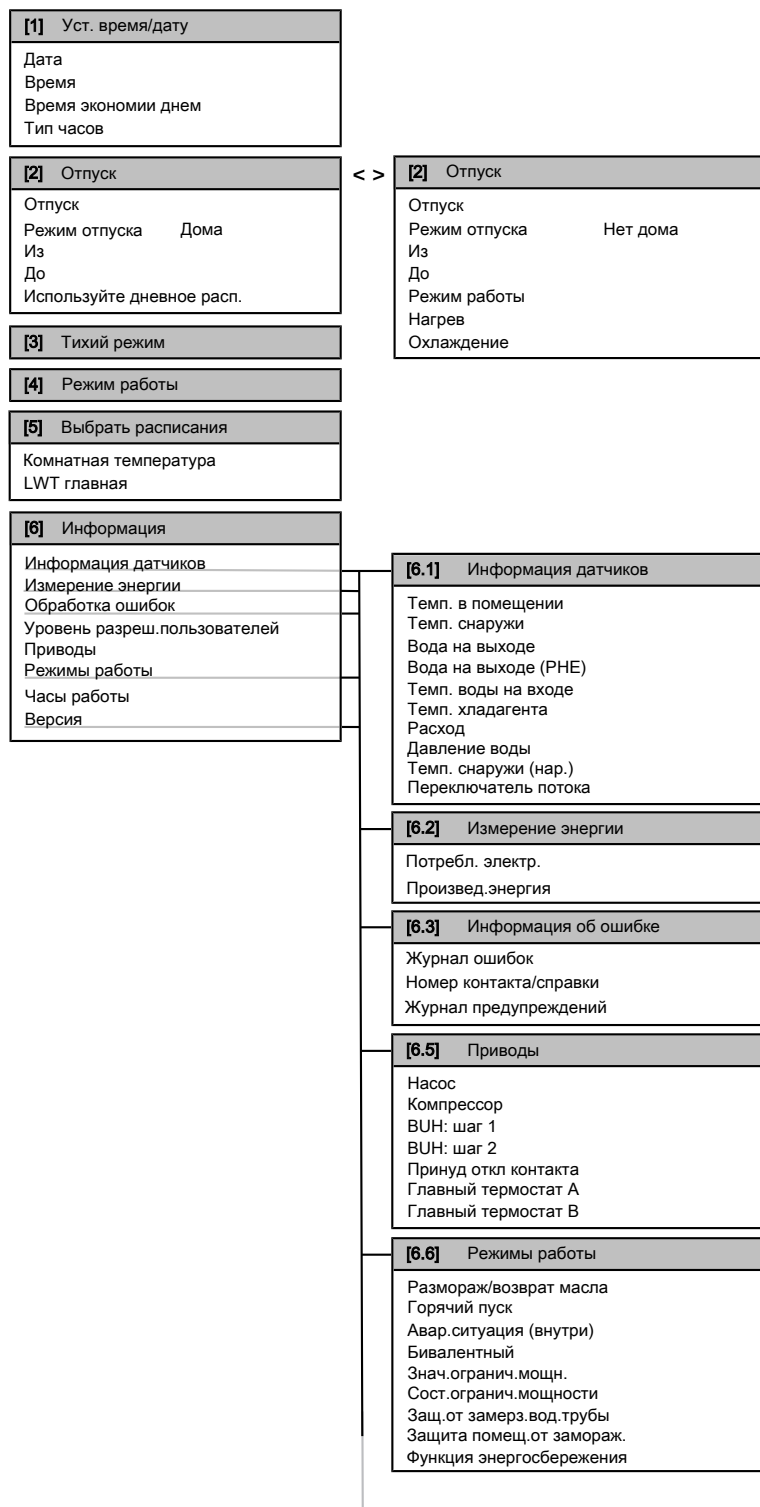 [1] Уст. время/дату
Дата
Время
Время экономии днем
Тип часов
[2] Отпуск
Отпуск
Режим отпуска Дома
Из
До
Используйте дневное расп.
< >
[2] Отпуск
Отпуск
Режим отпуска Нет дома
Из
До
Режим работы
Нагрев
Охлаждение
[3] Тихий режим
[4] Режим работы
[5] Выбрать расписания
Комнатная температура
LWT главная
[6] Информация
Информация датчиков
Измерение энергии
Обработка ошибок
Уровень разреш.пользователей
Приводы
Режимы работы
Часы работы
Версия
[6.1] Информация датчиков
Темп. в помещении
Темп. снаружи
Вода на выходе
Вода на выходе (PHE)
Темп. воды на входе
Темп. хладагента
Расход
Давление воды
Темп. снаружи (нар.)
Переключатель потока
[6.2] Измерение энергии
Потребл. электр.
Произвед.энергия
[6.3] Информация об ошибке
Журнал ошибок
Номер контакта/справки
Журнал предупреждений
[6.5] Приводы
Насос
Компрессор
BUH: шаг 1
BUH: шаг 2
Принуд откл контакта
Главный термостат A
Главный термостат B
[6.6] Режимы работы
Размораж/возврат масла
Горячий пуск
Авар.ситуация (внутри)
Бивалентный
Знач.огранич.мощн.
Сост.огранич.мощности
Защ.от замерз.вод.трубы
Защита помещ.от замораж.
Функция энергосбережения